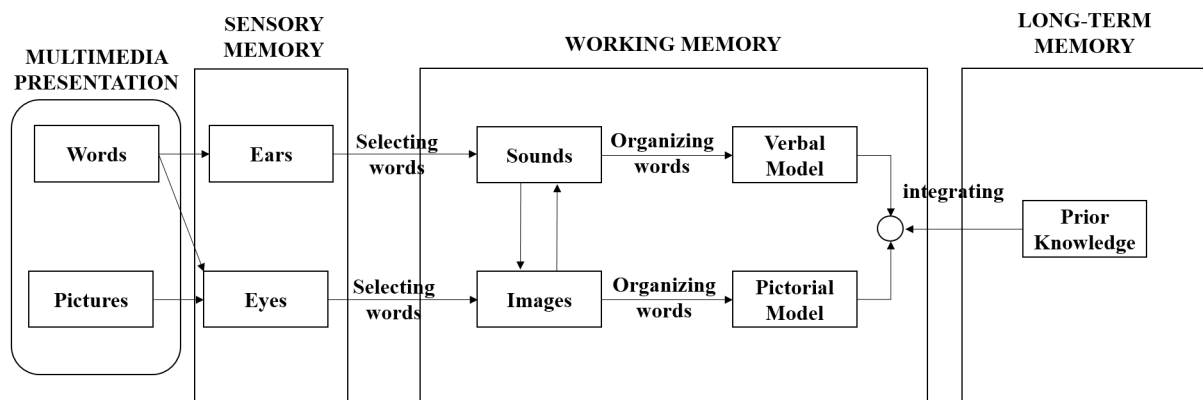 SENSORY
MEMORY
LONG-TERM
MEMORY
WORKING MEMORY
MULTIMEDIA
PRESENTATION
Words
Ears
Selecting
words
Sounds
Organizing
words
Verbal
Model
integrating
Prior
Knowledge
Pictures
Eyes
Selecting
words
Images
Organizing
words
Pictorial
Model